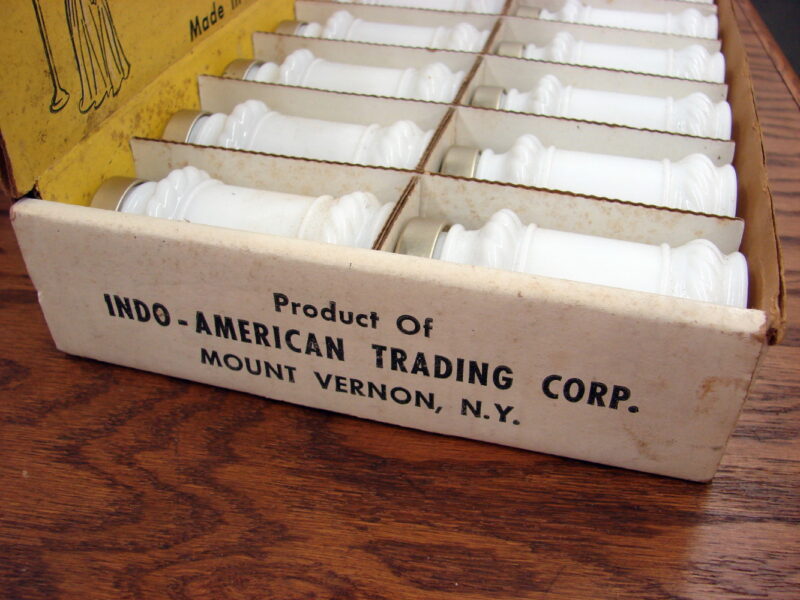 Made in
Product Of
INDO-AMERICAN TRADING CORP.
MOUNT VERNON, N.Y.